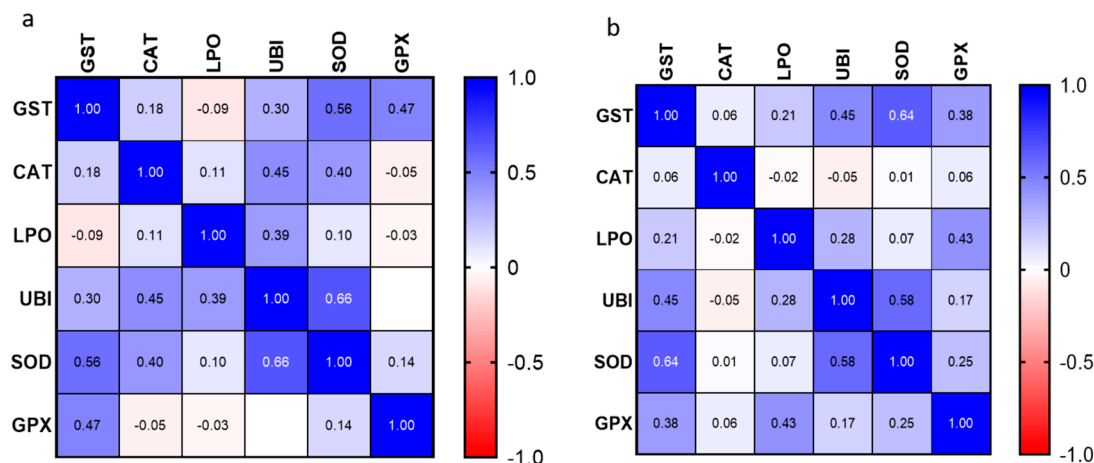 a
GST CAT LPO UBI SOD GPX
GST 1.00 0.18 -0.09 0.30 0.56 0.47
CAT 0.18 1.00 0.11 0.45 0.40 -0.05
LPO -0.09 0.11 1.00 0.39 0.10 -0.03
UBI 0.30 0.45 0.39 1.00 0.66
SOD 0.56 0.40 0.10 0.66 1.00 0.14
GPX 0.47 -0.05 -0.03 0.14 1.00
1.0
0.5
0
-0.5
-1.0
b
GST CAT LPO UBI SOD GPX
GST 1.00 0.06 0.21 0.45 0.64 0.38
CAT 0.06 1.00 -0.02 -0.05 0.01 0.06
LPO 0.21 -0.02 1.00 0.28 0.07 0.43
UBI 0.45 -0.05 0.28 1.00 0.58 0.17
SOD 0.64 0.01 0.07 0.58 1.00 0.25
GPX 0.38 0.06 0.43 0.17 0.25 1.00
1.0
0.5
0
-0.5
-1.0